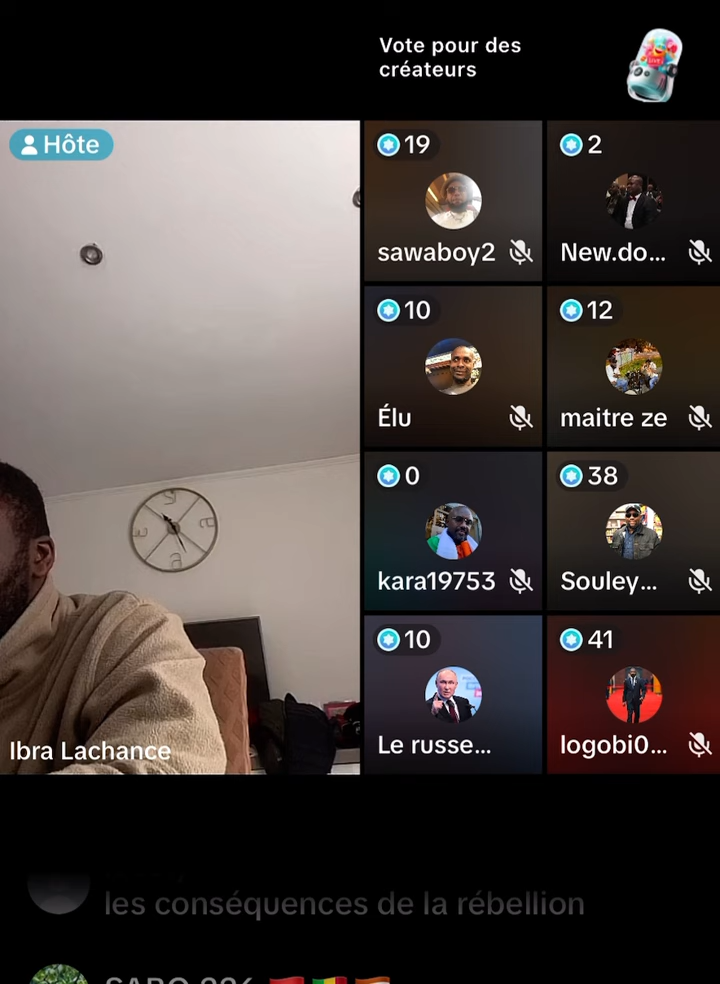 Vote pour des
créateurs
Hôte
19
2
sawaboy2
New.do...
10
12
Élu
maitre ze
0
38
kara19753
Souley...
10
41
Ibra Lachance
Le russe...
logobi0...
les conséquences de la rébellion